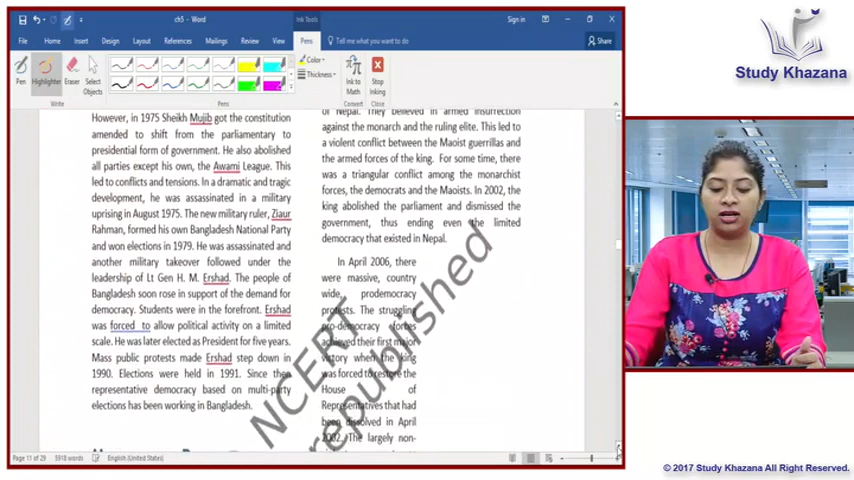 ch5 - Word
Ink Tools
Sign in
File Home Insert Design Layout References Mailings Review View Pens Tell me what you want to do Share
Pen Highlighter Eraser Select Objects
Color
Thickness
Ink to Math
Stop Inking
Write Pens Convert Close
However, in 1975 Sheikh Mujib got the constitution
amended to shift from the parliamentary to
presidential form of government. He also abolished
all parties except his own, the Awami League. This
led to conflicts and tensions. In a dramatic and tragic
development, he was assassinated in a military
uprising in August 1975. The new military ruler, Ziaur
Rahman, formed his own Bangladesh National Party
and won elections in 1979. He was assassinated and
another military takeover followed under the
leadership of Lt Gen H. M. Ershad. The people of
Bangladesh soon rose in support of the demand for
democracy. Students were in the forefront. Ershad
was forced to allow political activity on a limited
scale. He was later elected as President for five years.
Mass public protests made Ershad step down in
1990. Elections were held in 1991. Since then
representative democracy based on multi-party
elections has been working in Bangladesh.
of Nepal. They believed in armed insurrection
against the monarch and the ruling elite. This led to
a violent conflict between the Maoist guerrillas and
the armed forces of the king. For some time, there
was a triangular conflict among the monarchist
forces, the democrats and the Maoists. In 2002, the
king abolished the parliament and dismissed the
government, thus ending even the limited
democracy that existed in Nepal.
In April 2006, there
were massive, country
wide, prodemocracy
protests. The struggling
pro-democracy forces
achieved their first major
victory when the king
was forced to restore the
House of
Representatives that had
been dissolved in April
2002. The largely non-
NCERT
republished
Page 11 of 29 5918 words English (United States)
Study Khazana
© 2017 Study Khazana All Right Reserved.